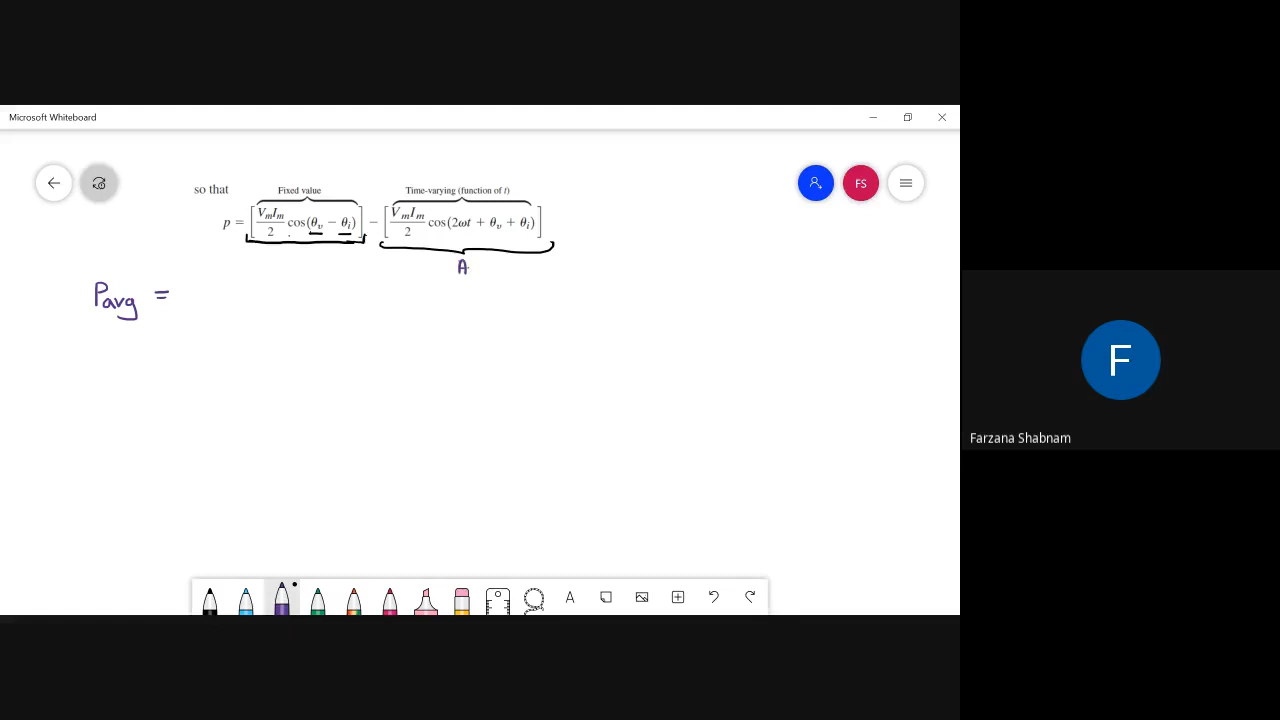 Microsoft Whiteboard
FS
so that
Fixed value
Time-varying (function of t)
p = [VmIm/2 cos(θv − θi)] − [VmIm/2 cos(2ωt + θv + θi)]
A
Pavg =
F
Farzana Shabnam
A